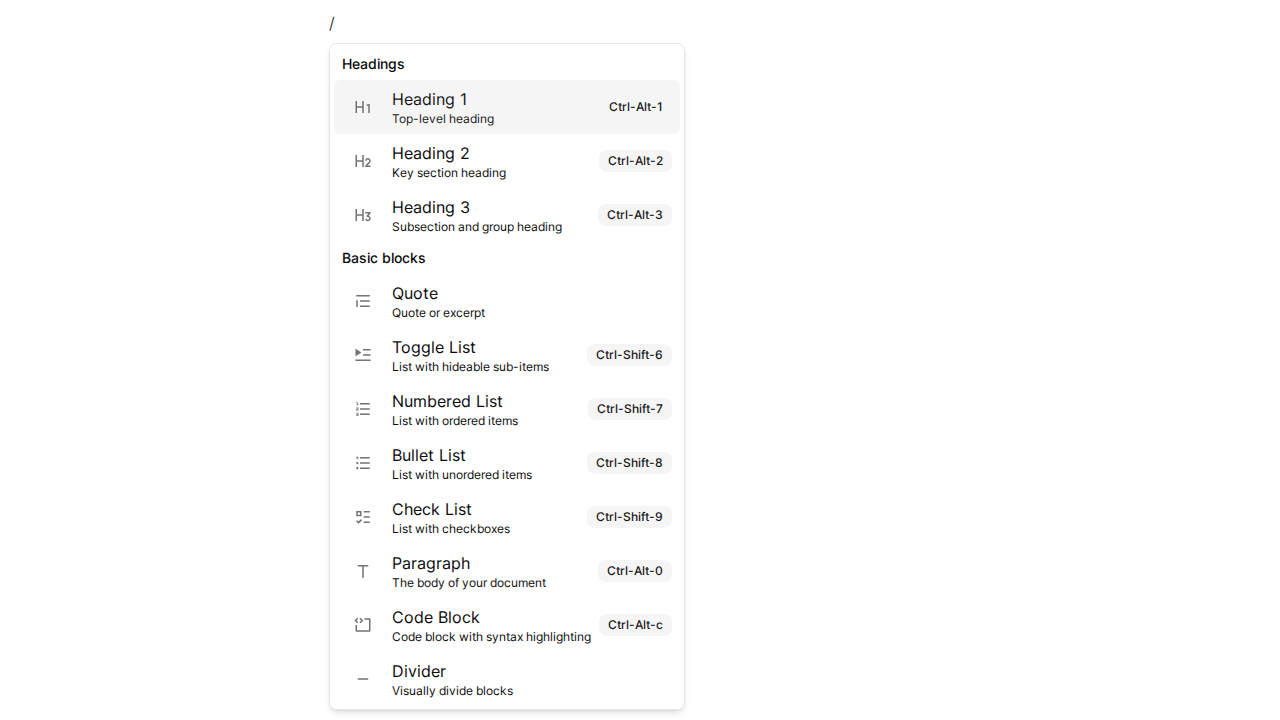 /
Headings
Heading 1
Top-level heading
Ctrl-Alt-1
Heading 2
Key section heading
Ctrl-Alt-2
Heading 3
Subsection and group heading
Ctrl-Alt-3
Basic blocks
Quote
Quote or excerpt
Toggle List
List with hideable sub-items
Ctrl-Shift-6
Numbered List
List with ordered items
Ctrl-Shift-7
Bullet List
List with unordered items
Ctrl-Shift-8
Check List
List with checkboxes
Ctrl-Shift-9
Paragraph
The body of your document
Ctrl-Alt-0
Code Block
Code block with syntax highlighting
Ctrl-Alt-c
Divider
Visually divide blocks